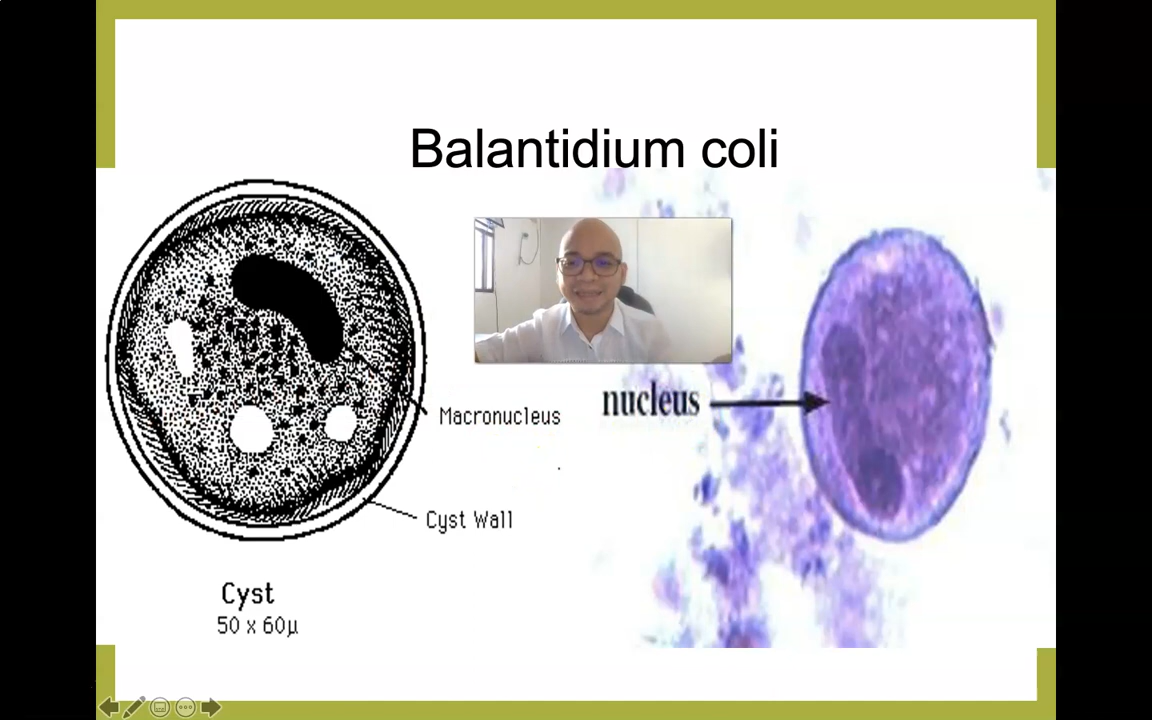 Balantidium coli
Macronucleus
Cyst Wall
Cyst
50 x 60µ
nucleus